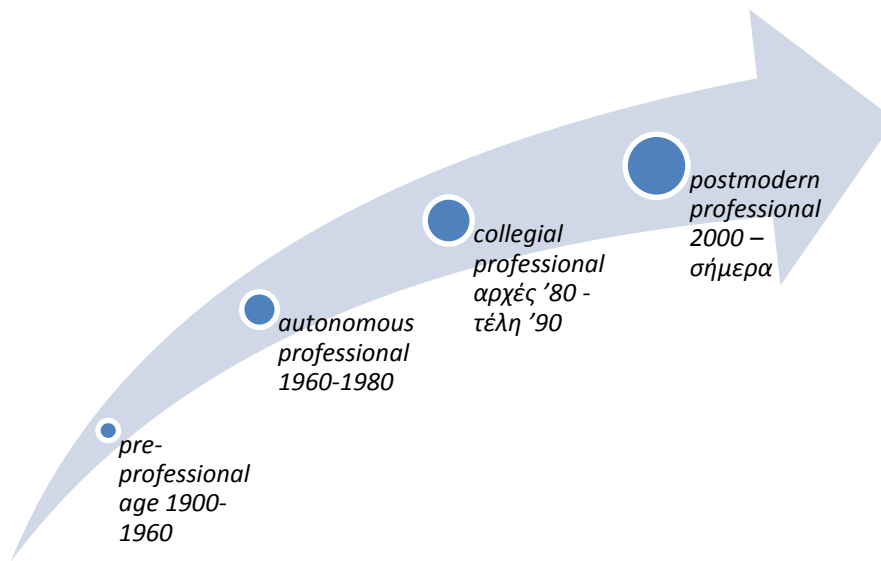 pre-
professional
age 1900-
1960
autonomous
professional
1960-1980
collegial
professional
αρχές ’80 -
τέλη ’90
postmodern
professional
2000 –
σήμερα